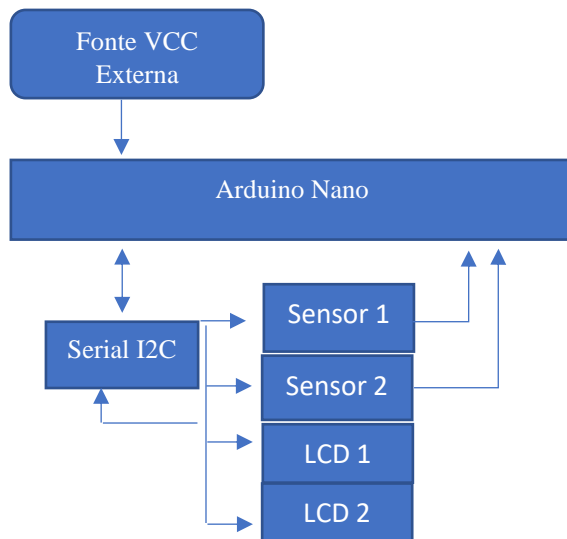 Fonte VCC
Externa
Arduino Nano
Serial I2C
Sensor 1
Sensor 2
LCD 1
LCD 2